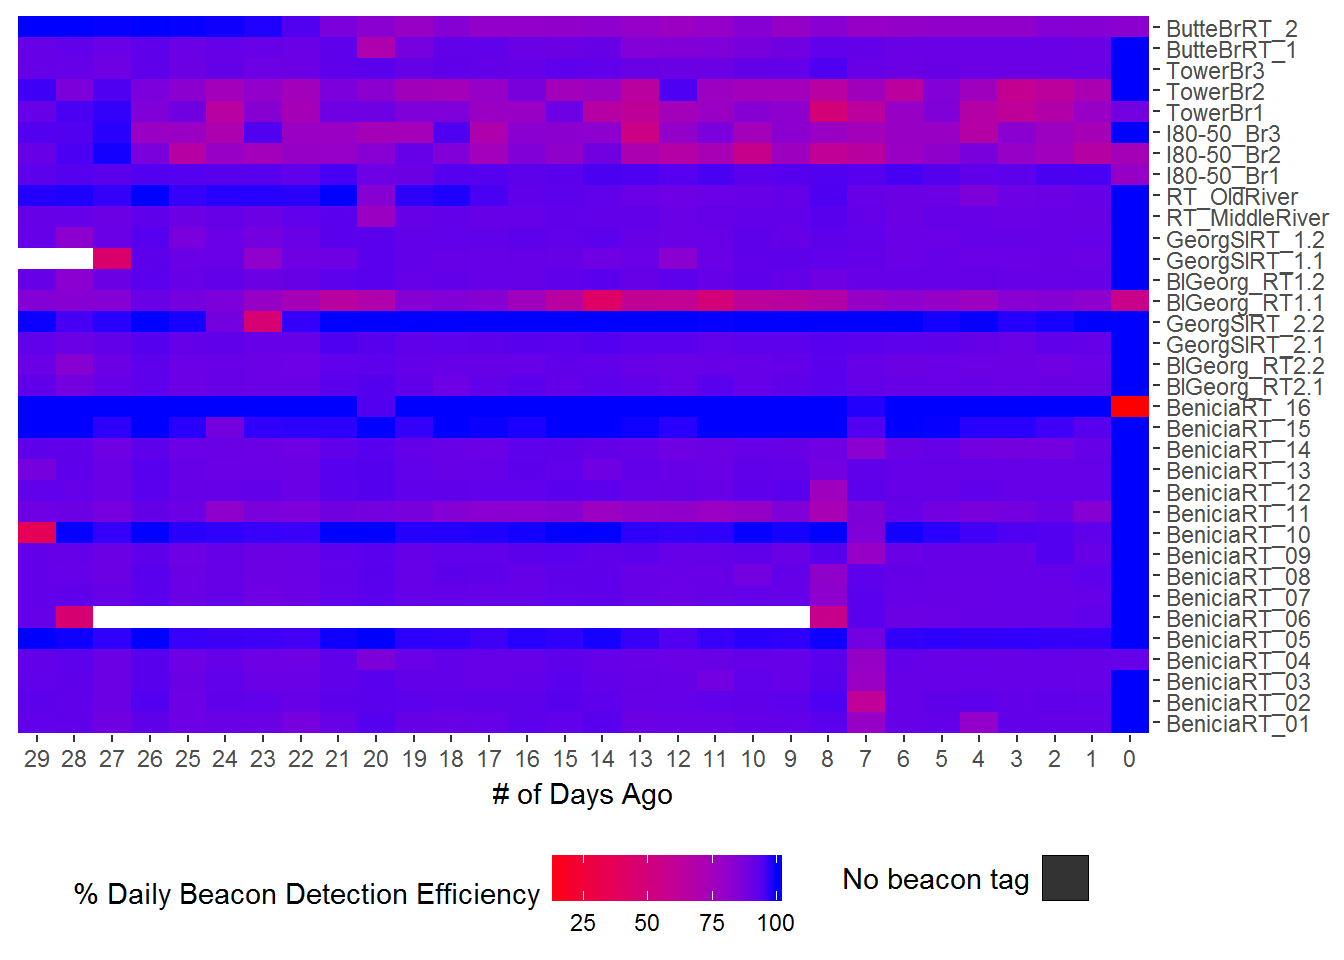 ButteBrRT_2
ButteBrRT_1
TowerBr3
TowerBr2
TowerBr1
I80-50_Br3
I80-50_Br2
I80-50_Br1
RT_OldRiver
RT_MiddleRiver
GeorgSlRT_1.2
GeorgSlRT_1.1
BlGeorg_RT1.2
BlGeorg_RT1.1
GeorgSlRT_2.2
GeorgSlRT_2.1
BlGeorg_RT2.2
BlGeorg_RT2.1
BeniciaRT_16
BeniciaRT_15
BeniciaRT_14
BeniciaRT_13
BeniciaRT_12
BeniciaRT_11
BeniciaRT_10
BeniciaRT_09
BeniciaRT_08
BeniciaRT_07
BeniciaRT_06
BeniciaRT_05
BeniciaRT_04
BeniciaRT_03
BeniciaRT_02
BeniciaRT_01
29 28 27 26 25 24 23 22 21 20 19 18 17 16 15 14 13 12 11 10 9 8 7 6 5 4 3 2 1 0
# of Days Ago
% Daily Beacon Detection Efficiency
25 50 75 100
No beacon tag